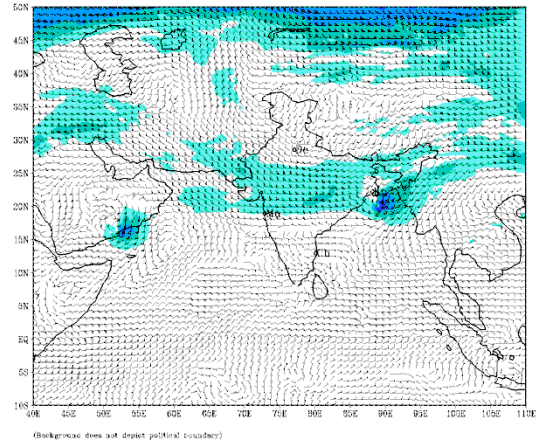 50N
45N
40N
35N
30N
25N
20N
15N
10N
5N
5S
10S
40E 45E 50E 55E 60E 65E 70E 75E 80E 85E 90E 95E 100E 105E 110E
(Background does not depict political boundary)